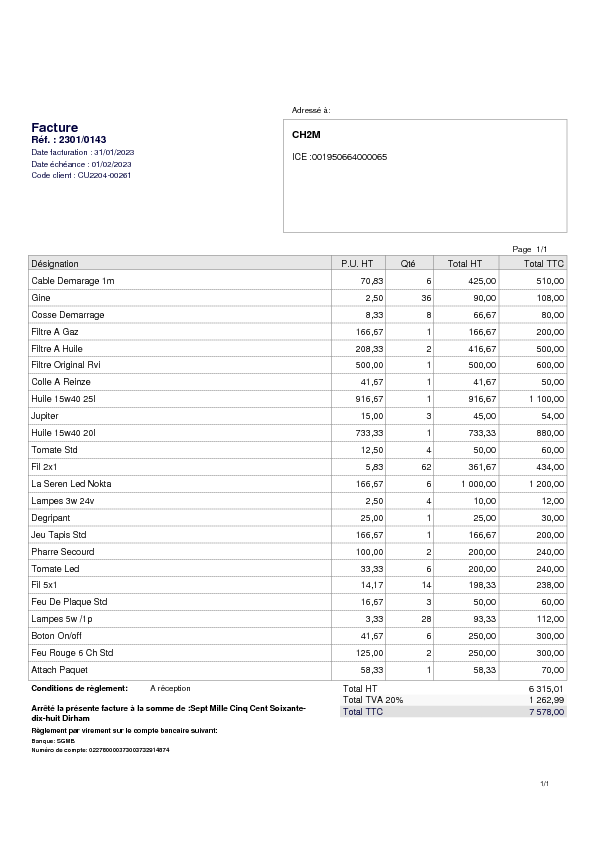 Adressé à:
Facture
Réf. : 2301/0143
Date facturation : 31/01/2023
Date échéance : 01/02/2023
Code client : CU2204-00261
CH2M
ICE :001950664000065
Page 1/1
Désignation P.U. HT Qté Total HT Total TTC
Cable Demarage 1m 70,83 6 425,00 510,00
Gine 2,50 36 90,00 108,00
Cosse Demarrage 8,33 8 66,67 80,00
Filtre A Gaz 166,67 1 166,67 200,00
Filtre A Huile 208,33 2 416,67 500,00
Filtre Original Rvi 500,00 1 500,00 600,00
Colle A Reinze 41,67 1 41,67 50,00
Huile 15w40 25l 916,67 1 916,67 1 100,00
Jupiter 15,00 3 45,00 54,00
Huile 15w40 20l 733,33 1 733,33 880,00
Tomate Std 12,50 4 50,00 60,00
Fil 2x1 5,83 62 361,67 434,00
La Seren Led Nokta 166,67 6 1 000,00 1 200,00
Lampes 3w 24v 2,50 4 10,00 12,00
Degripant 25,00 1 25,00 30,00
Jeu Tapis Std 166,67 1 166,67 200,00
Pharre Secourd 100,00 2 200,00 240,00
Tomate Led 33,33 6 200,00 240,00
Fil 5x1 14,17 14 198,33 238,00
Feu De Plaque Std 16,67 3 50,00 60,00
Lampes 5w /1p 3,33 28 93,33 112,00
Boton On/off 41,67 6 250,00 300,00
Feu Rouge 6 Ch Std 125,00 2 250,00 300,00
Attach Paquet 58,33 1 58,33 70,00
Conditions de règlement: A réception
Total HT 6 315,01
Total TVA 20% 1 262,99
Total TTC 7 578,00
Arrêté la présente facture à la somme de :Sept Mille Cinq Cent Soixante-
dix-huit Dirham
Règlement par virement sur le compte bancaire suivant:
Banque: SGMB
Numéro de compte:
1/1